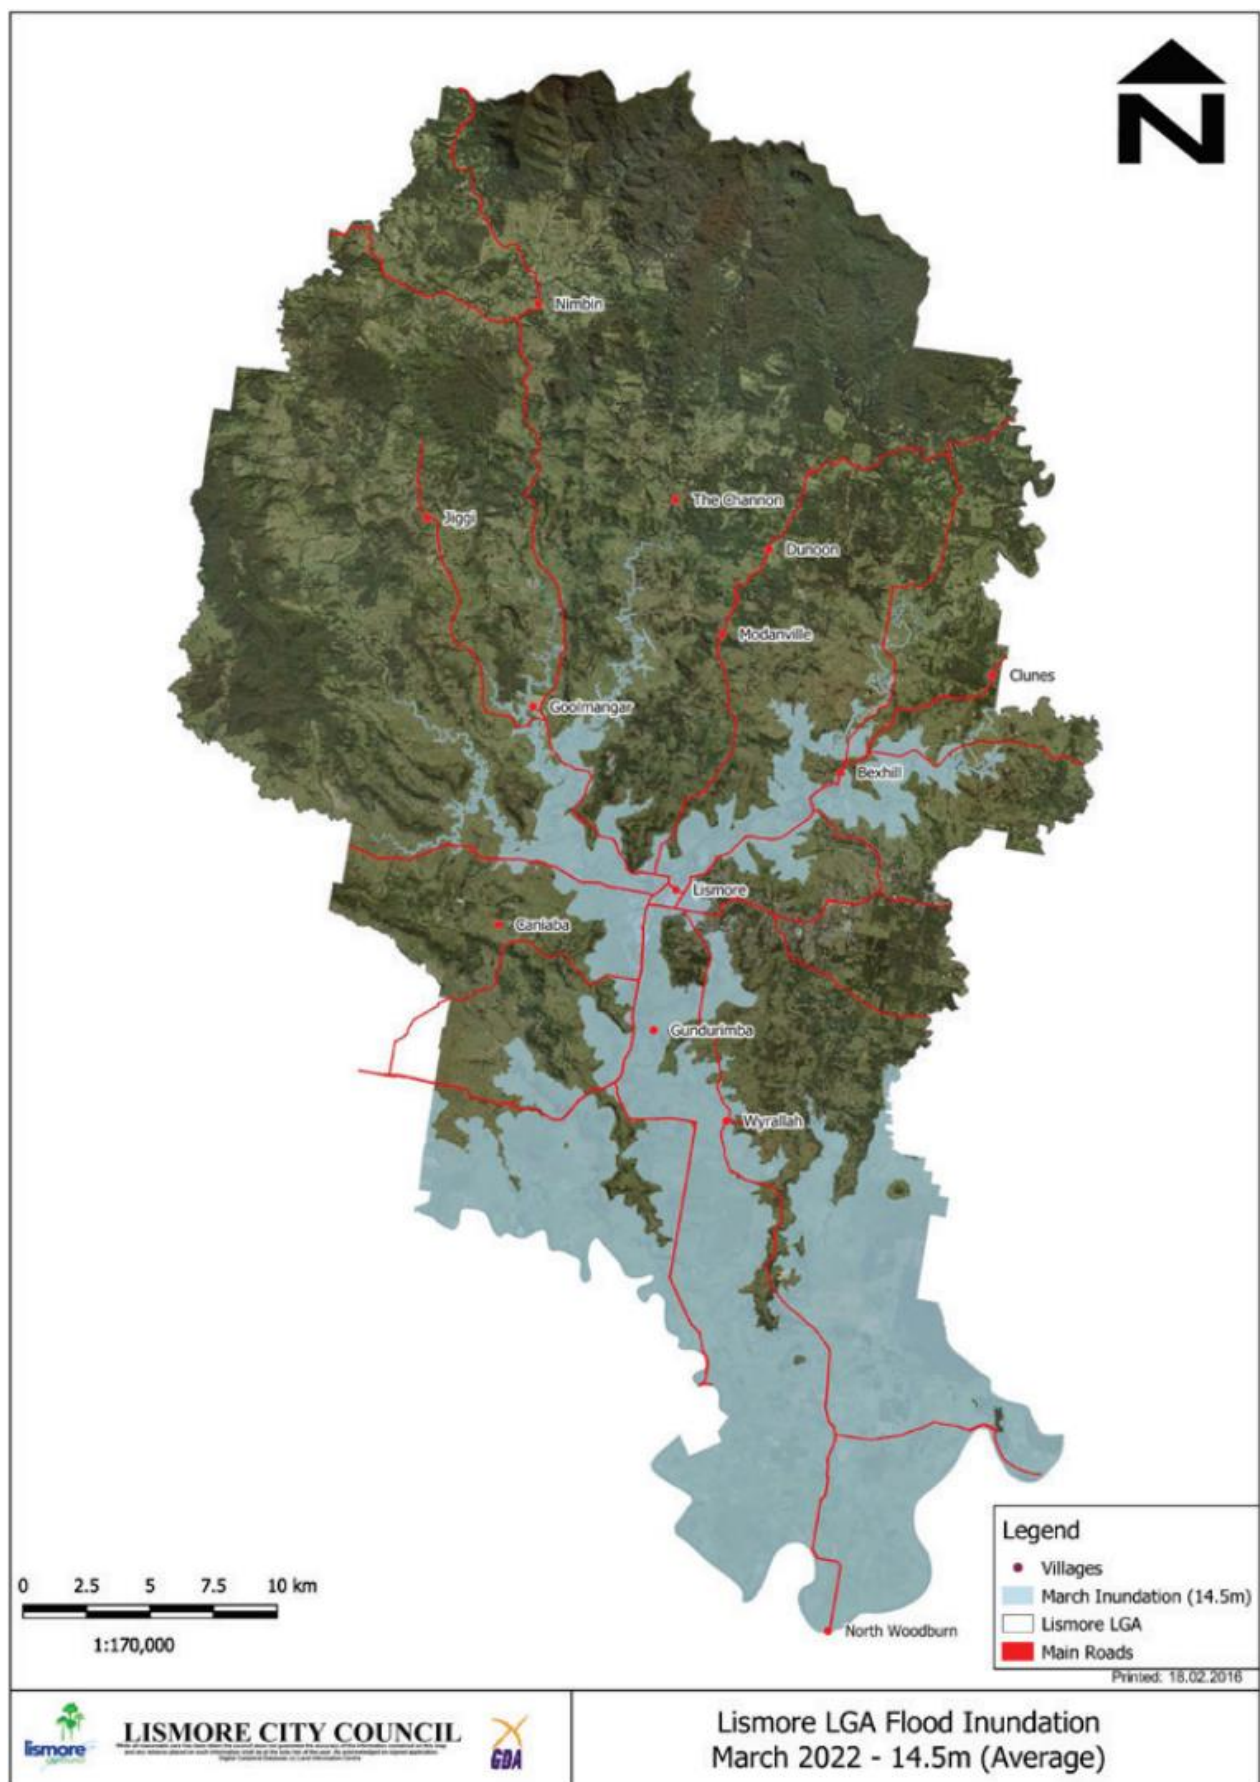 N
Nimbin
The Channon
Jiggi
Dunoon
Modanville
Clunes
Goolmangar
Bexhill
Lismore
Caniaba
Gundurimba
Wyrallah
North Woodburn
0 2.5 5 7.5 10 km
1:170,000
Legend
Villages
March Inundation (14.5m)
Lismore LGA
Main Roads
Printed: 18.02.2016
lismore
LISMORE CITY COUNCIL
GDA
Lismore LGA Flood Inundation
March 2022 - 14.5m (Average)